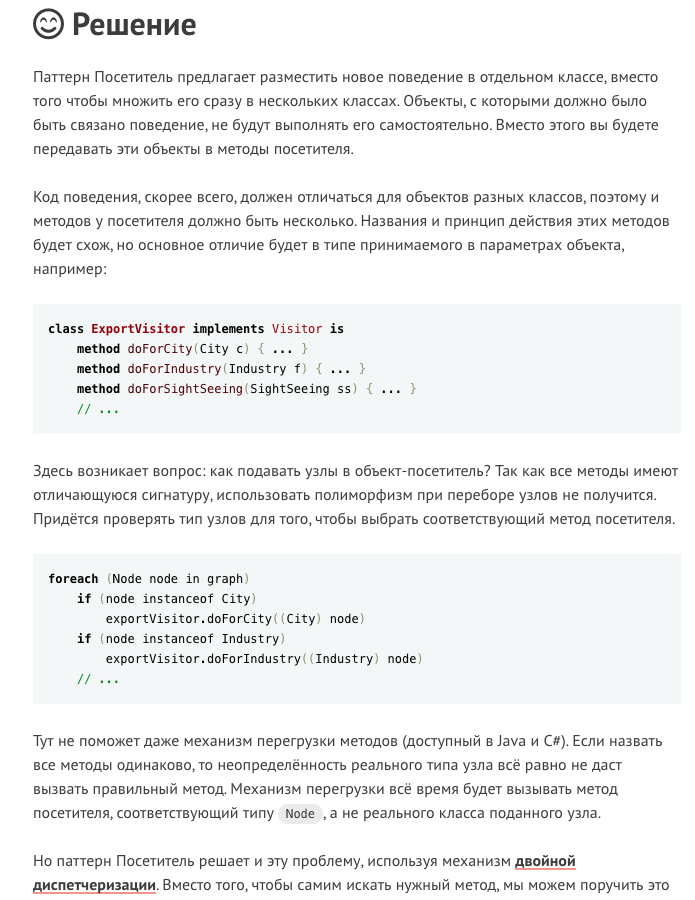 Решение
Паттерн Посетитель предлагает разместить новое поведение в отдельном классе, вместо
того чтобы множить его сразу в нескольких классах. Объекты, с которыми должно было
быть связано поведение, не будут выполнять его самостоятельно. Вместо этого вы будете
передавать эти объекты в методы посетителя.
Код поведения, скорее всего, должен отличаться для объектов разных классов, поэтому и
методов у посетителя должно быть несколько. Названия и принцип действия этих методов
будет схож, но основное отличие будет в типе принимаемого в параметрах объекта,
например:
class ExportVisitor implements Visitor is
    method doForCity(City c) { ... }
    method doForIndustry(Industry f) { ... }
    method doForSightSeeing(SightSeeing ss) { ... }
    // ...
Здесь возникает вопрос: как подавать узлы в объект-посетитель? Так как все методы имеют
отличающуюся сигнатуру, использовать полиморфизм при переборе узлов не получится.
Придётся проверять тип узлов для того, чтобы выбрать соответствующий метод посетителя.
foreach (Node node in graph)
    if (node instanceof City)
        exportVisitor.doForCity((City) node)
    if (node instanceof Industry)
        exportVisitor.doForIndustry((Industry) node)
    // ...
Тут не поможет даже механизм перегрузки методов (доступный в Java и C#). Если назвать
все методы одинаково, то неопределённость реального типа узла всё равно не даст
вызвать правильный метод. Механизм перегрузки всё время будет вызывать метод
посетителя, соответствующий типу Node, а не реального класса поданного узла.
Но паттерн Посетитель решает и эту проблему, используя механизм двойной
диспетчеризации. Вместо того, чтобы самим искать нужный метод, мы можем поручить это